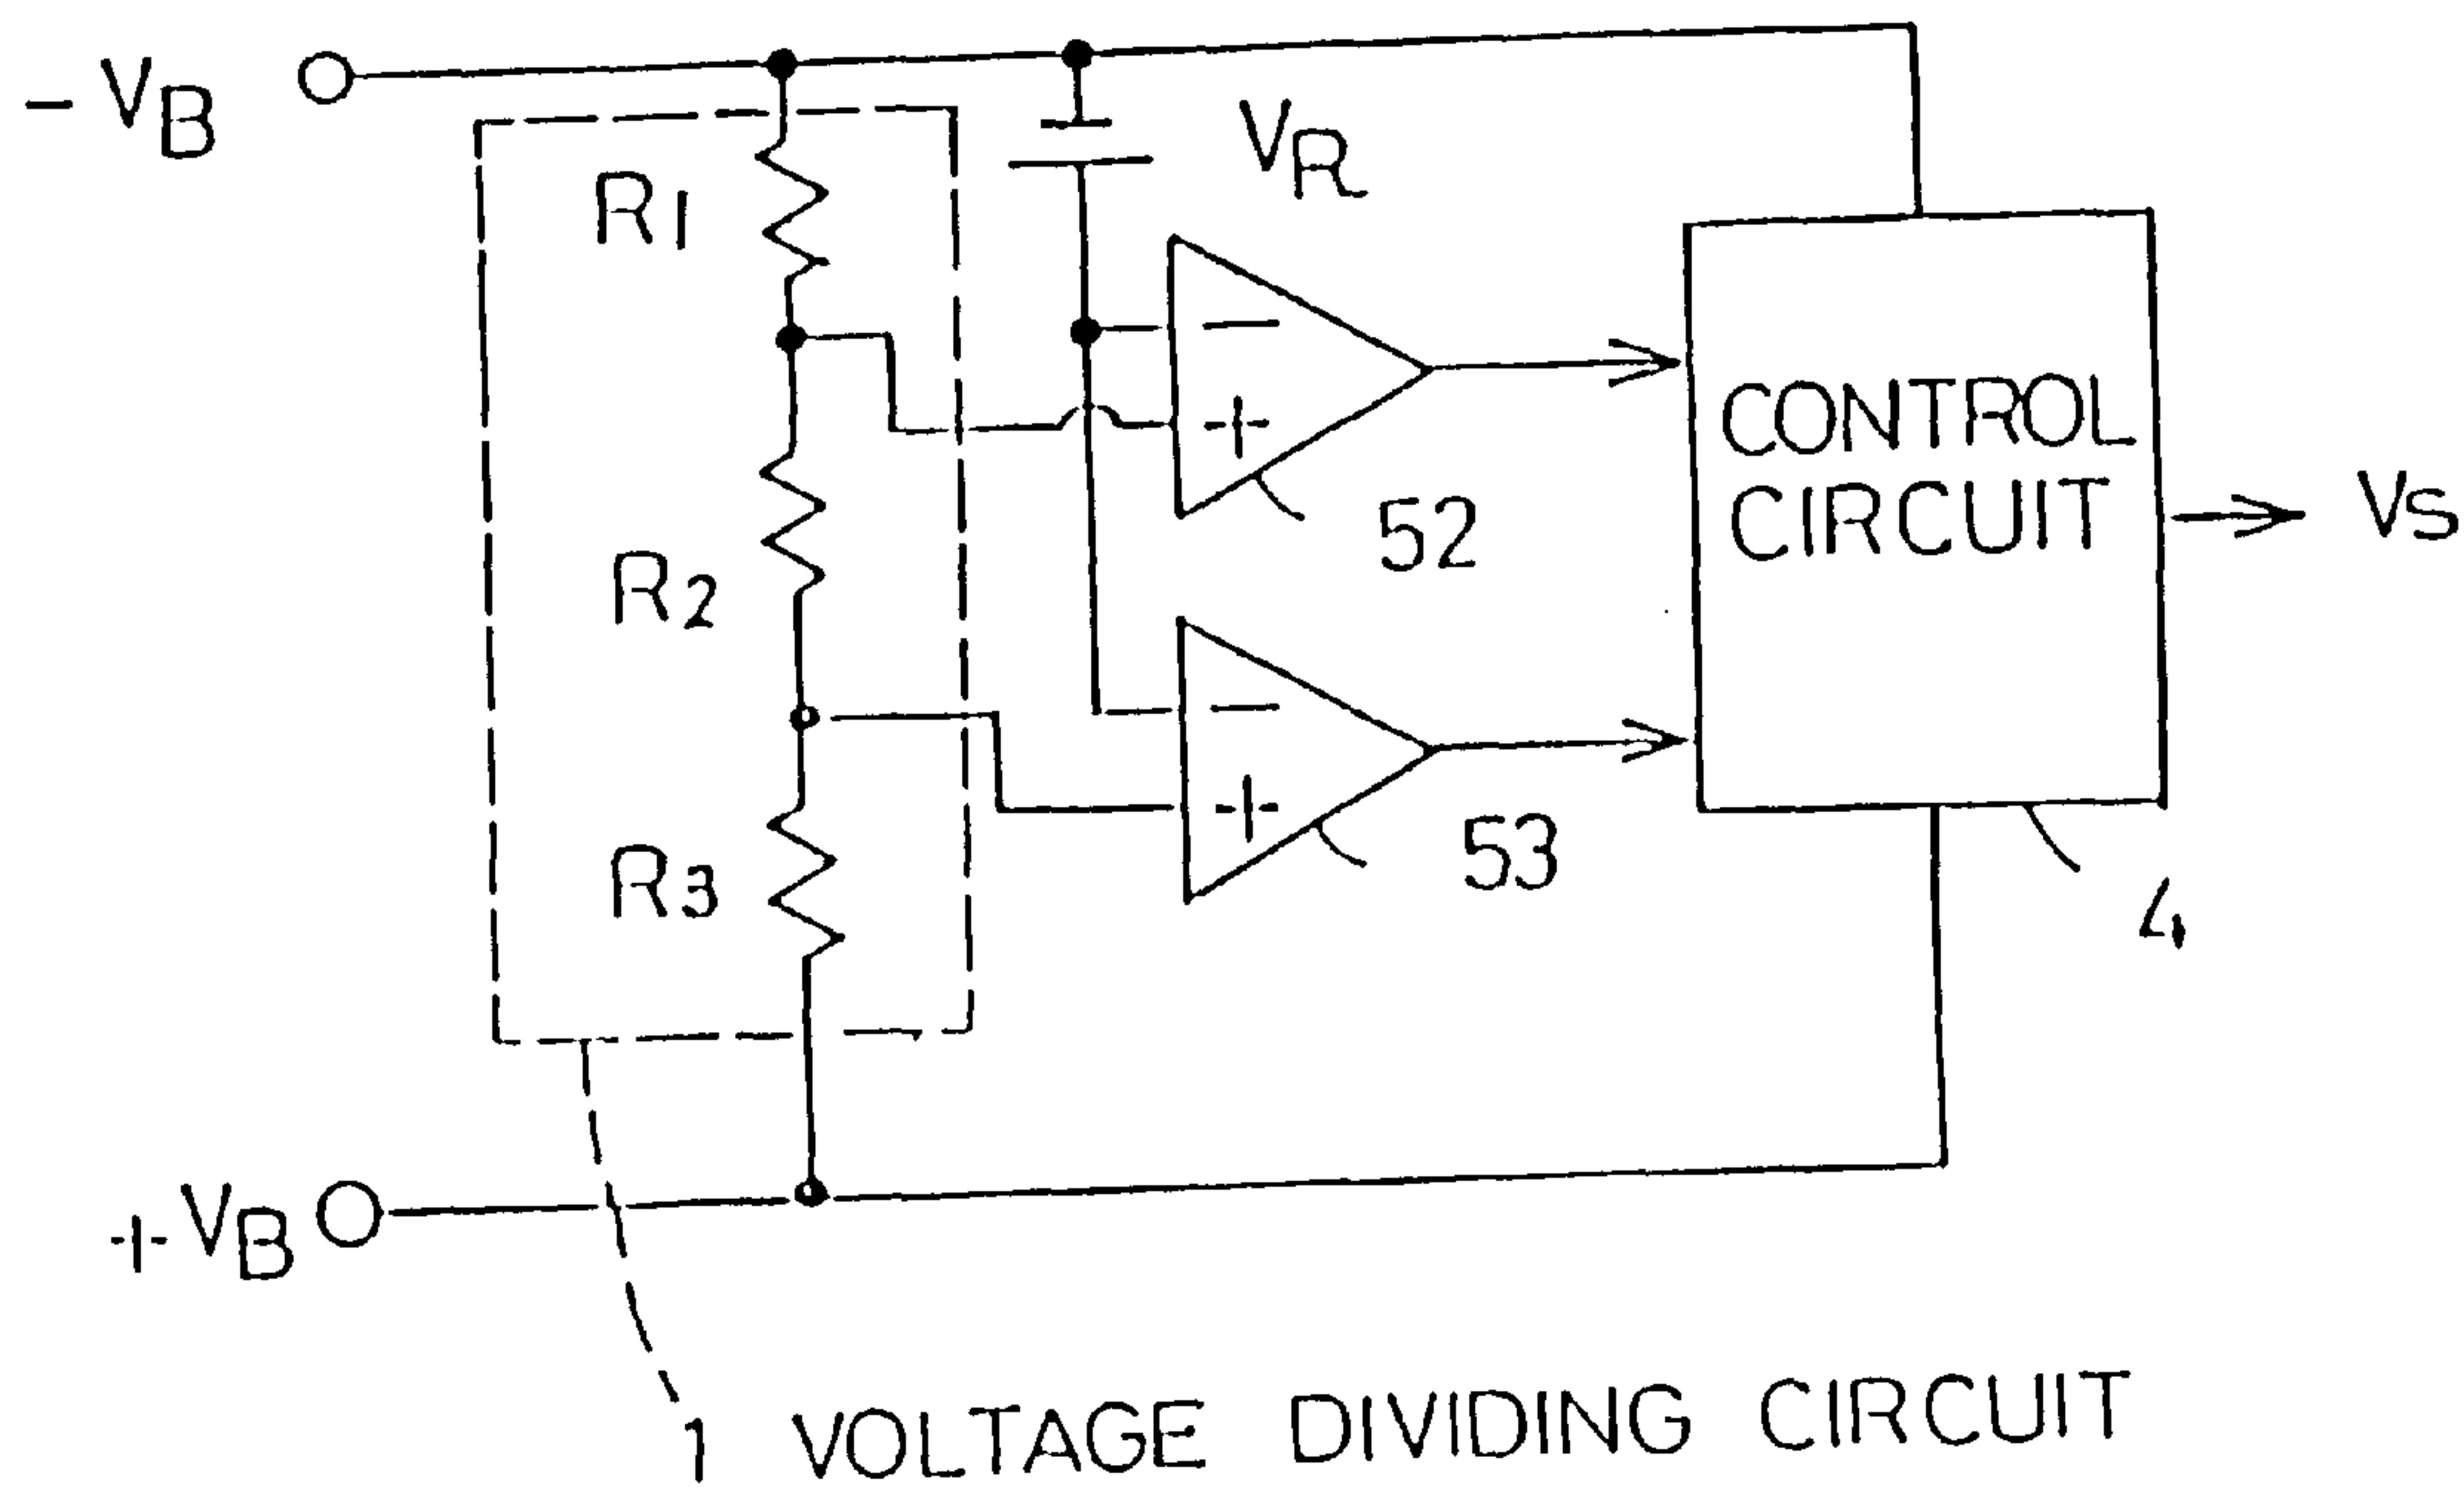 − VB
VR
R1
−
+
52
CONTROL
CIRCUIT
VS
R2
−
+
53
R3
4
+VB
1 VOLTAGE DIVIDING CIRCUIT